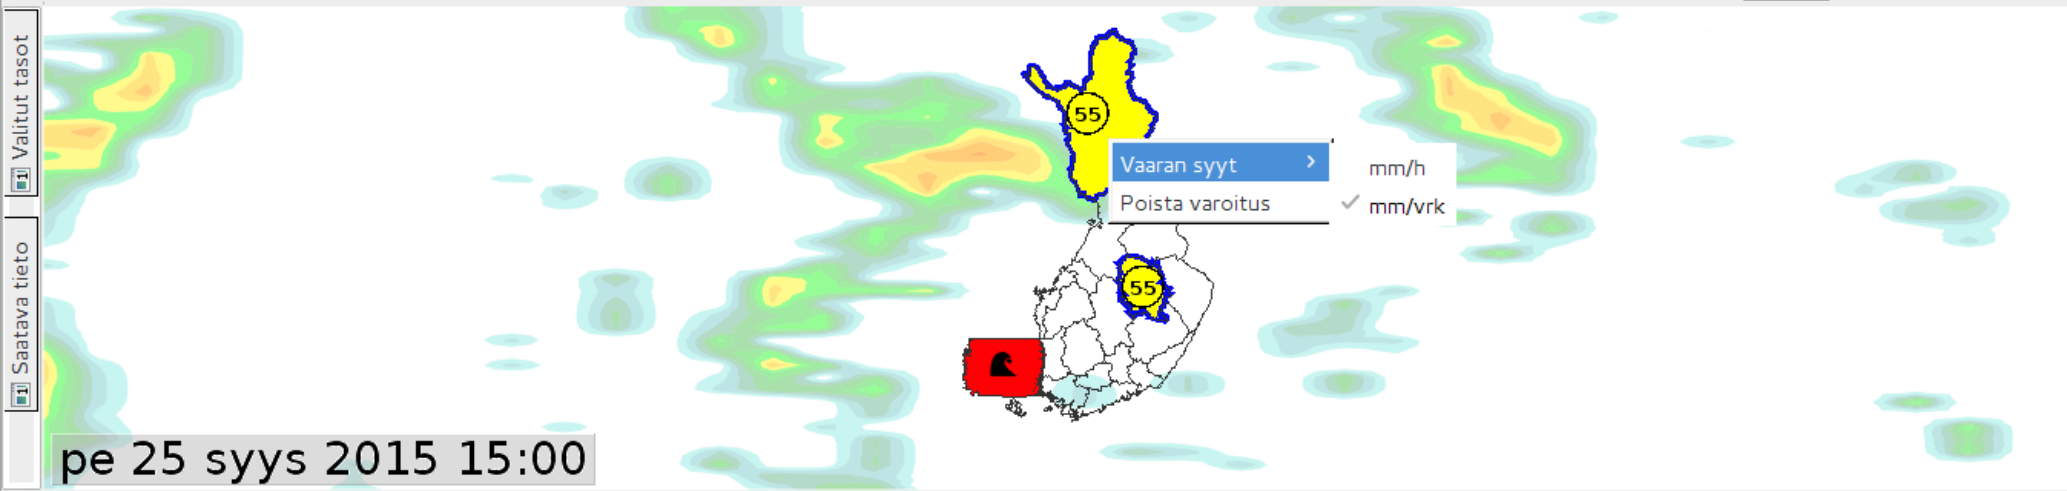 Valitut tasot
Saatava tieto
55
Vaaran syyt
mm/h
Poista varoitus
mm/vrk
55
pe 25 syys 2015 15:00